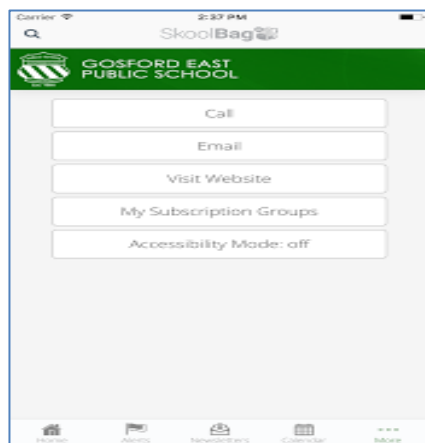 Carrier 2:37 PM
SkoolBag
GOSFORD EAST
PUBLIC SCHOOL
Call
Email
Visit Website
My Subscription Groups
Accessibility Mode: off
Home Alerts Newsletters Calendar More